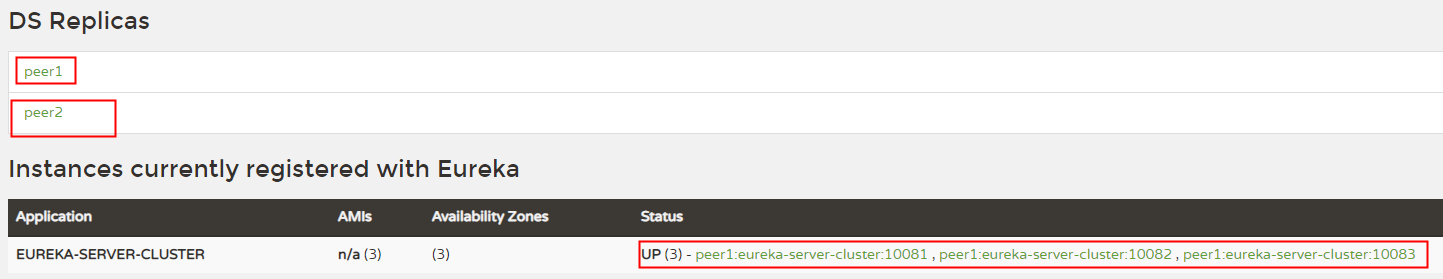 DS Replicas
peer1
peer2
Instances currently registered with Eureka
Application AMIs Availability Zones Status
EUREKA-SERVER-CLUSTER n/a (3) (3) UP (3) - peer1:eureka-server-cluster:10081 , peer1:eureka-server-cluster:10082 , peer1:eureka-server-cluster:10083